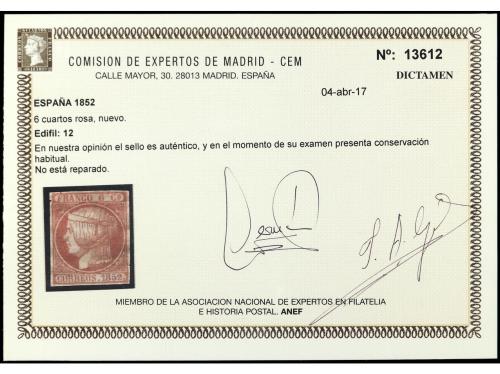 COMISION DE EXPERTOS DE MADRID - CEM
CALLE MAYOR, 30. 28013 MADRID. ESPAÑA
Nº: 13612
DICTAMEN
04-abr-17
ESPAÑA 1852
6 cuartos rosa, nuevo.
Edifil: 12
En nuestra opinión el sello es auténtico, y en el momento de su examen presenta conservación
habitual.
No está reparado.
FRANCO 6 Cs
CORREOS 1852
MIEMBRO DE LA ASOCIACION NACIONAL DE EXPERTOS EN FILATELIA
E HISTORIA POSTAL. ANEF